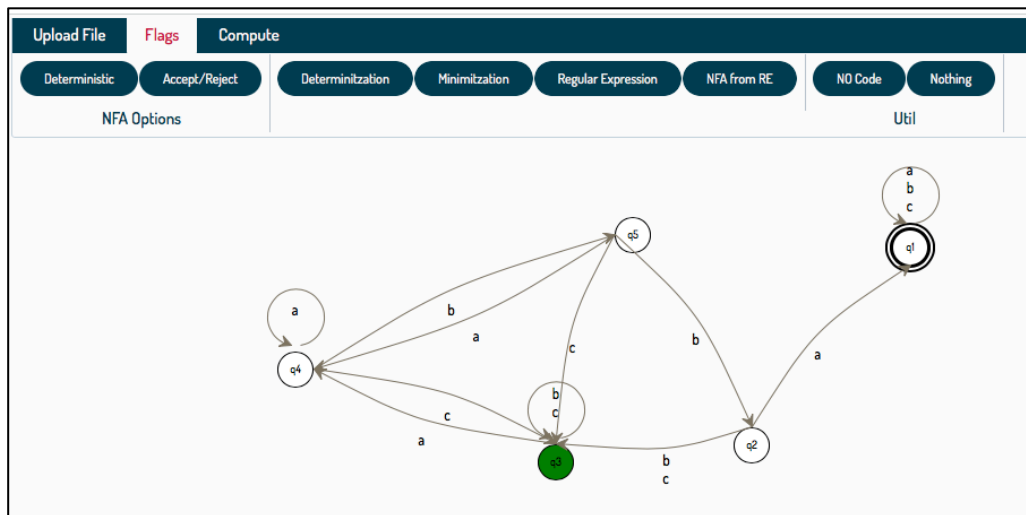 Upload File Flags Compute
Deterministic Accept/Reject Determinitzation Minimitzation Regular Expression NFA from RE NO Code Nothing
NFA Options Util
a
b
c
q5
q1
a
b
a
c
b
a
q4
b
c
c
a
q3
q2
b
c